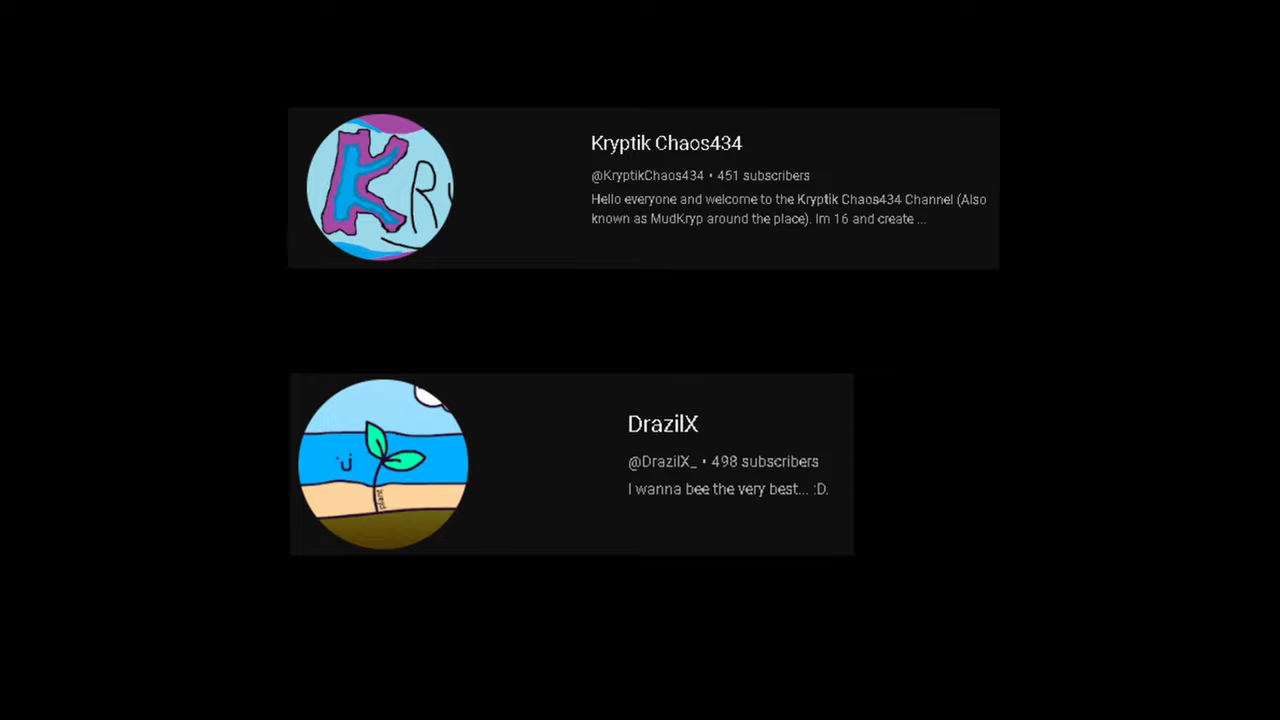 KR
Kryptik Chaos434
@KryptikChaos434 • 451 subscribers
Hello everyone and welcome to the Kryptik Chaos434 Channel (Also
known as MudKryp around the place). Im 16 and create ...
DrazilX
@DrazilX_ • 498 subscribers
I wanna bee the very best... :D.